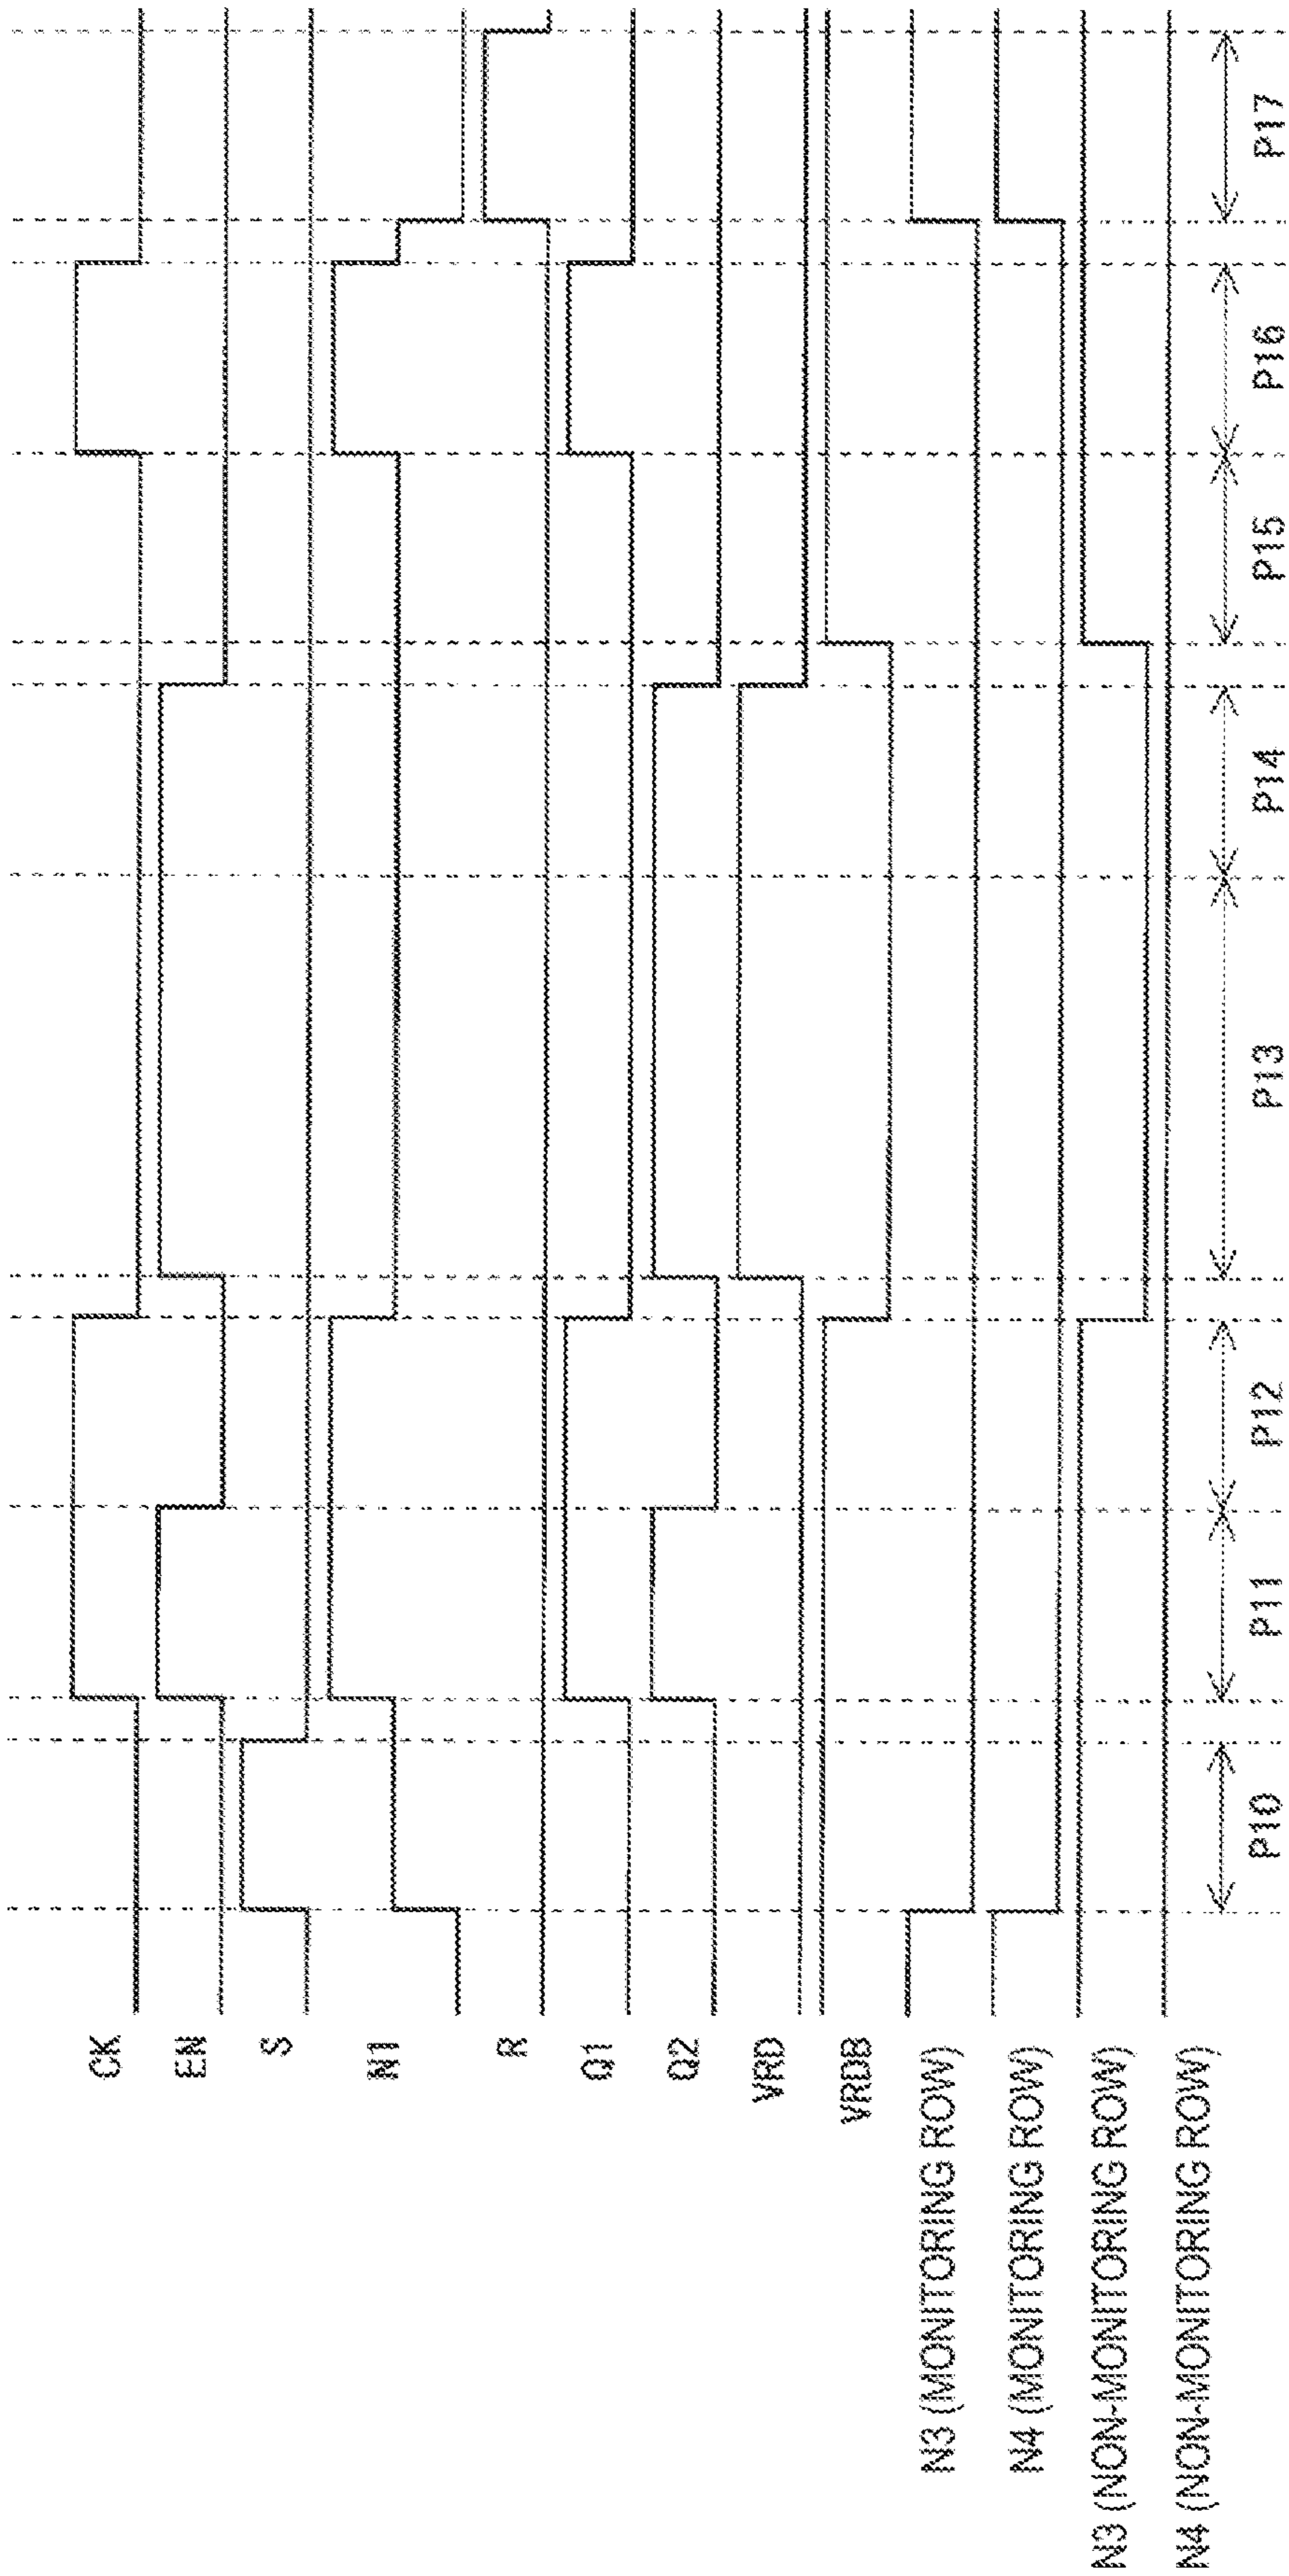 CK
EN
S
N1
R
Q1
Q2
VRD
VRDB
N3 (MONITORING ROW)
N4 (MONITORING ROW)
N3 (NON-MONITORING ROW)
N4 (NON-MONITORING ROW)
P10 P11 P12 P13 P14 P15 P16 P17